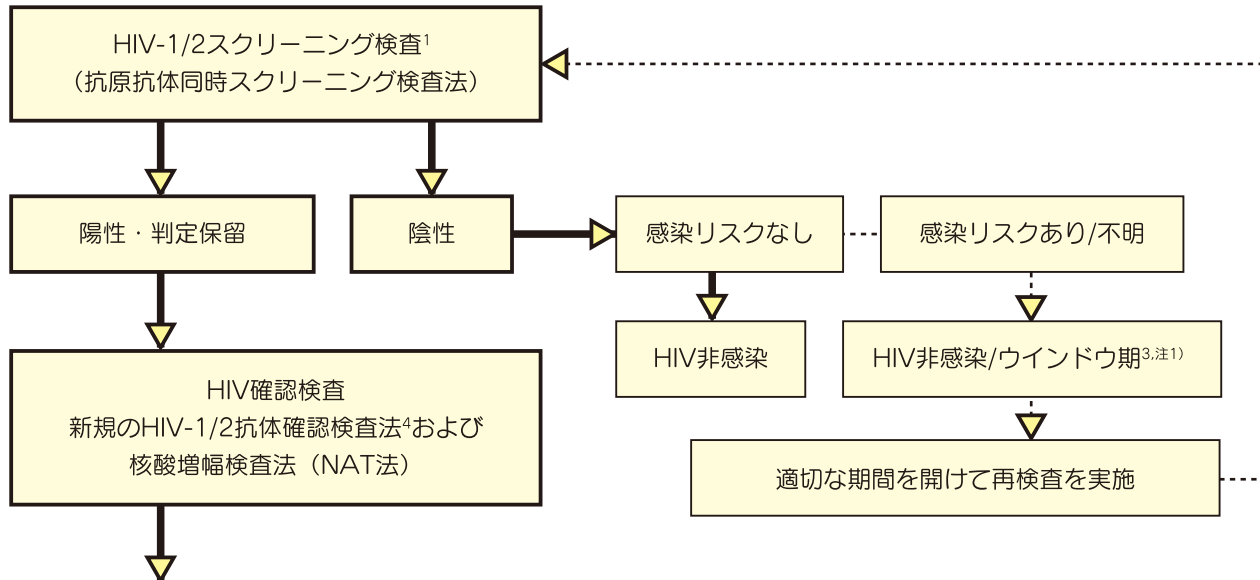 HIV-1/2スクリーニング検査1
（抗原抗体同時スクリーニング検査法）
陽性・判定保留
陰性
感染リスクなし
感染リスクあり/不明
HIV非感染
HIV非感染/ウインドウ期3,注1)
HIV確認検査
新規のHIV-1/2抗体確認検査法4および
核酸増幅検査法（NAT法）
適切な期間を開けて再検査を実施